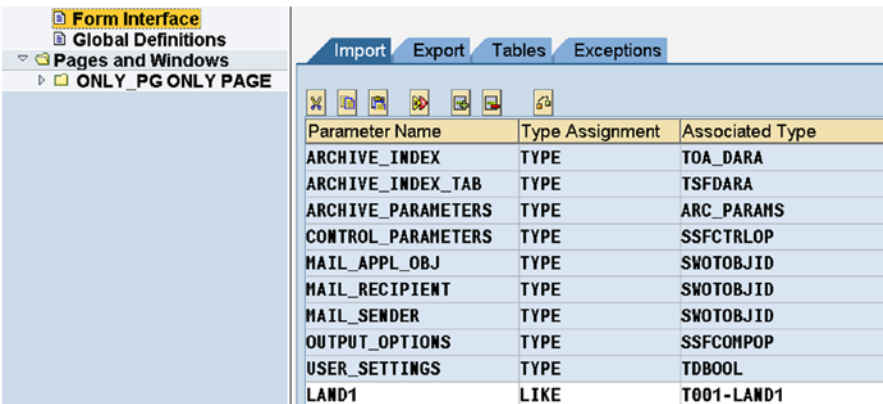 Form Interface
Global Definitions
Pages and Windows
ONLY_PG ONLY PAGE
Import Export Tables Exceptions
Parameter Name Type Assignment Associated Type
ARCHIVE_INDEX TYPE TOA_DARA
ARCHIVE_INDEX_TAB TYPE TSFDARA
ARCHIVE_PARAMETERS TYPE ARC_PARAMS
CONTROL_PARAMETERS TYPE SSFCTRLOP
MAIL_APPL_OBJ TYPE SWOTOBJID
MAIL_RECIPIENT TYPE SWOTOBJID
MAIL_SENDER TYPE SWOTOBJID
OUTPUT_OPTIONS TYPE SSFCOMPOP
USER_SETTINGS TYPE TDBOOL
LAND1 LIKE T001-LAND1